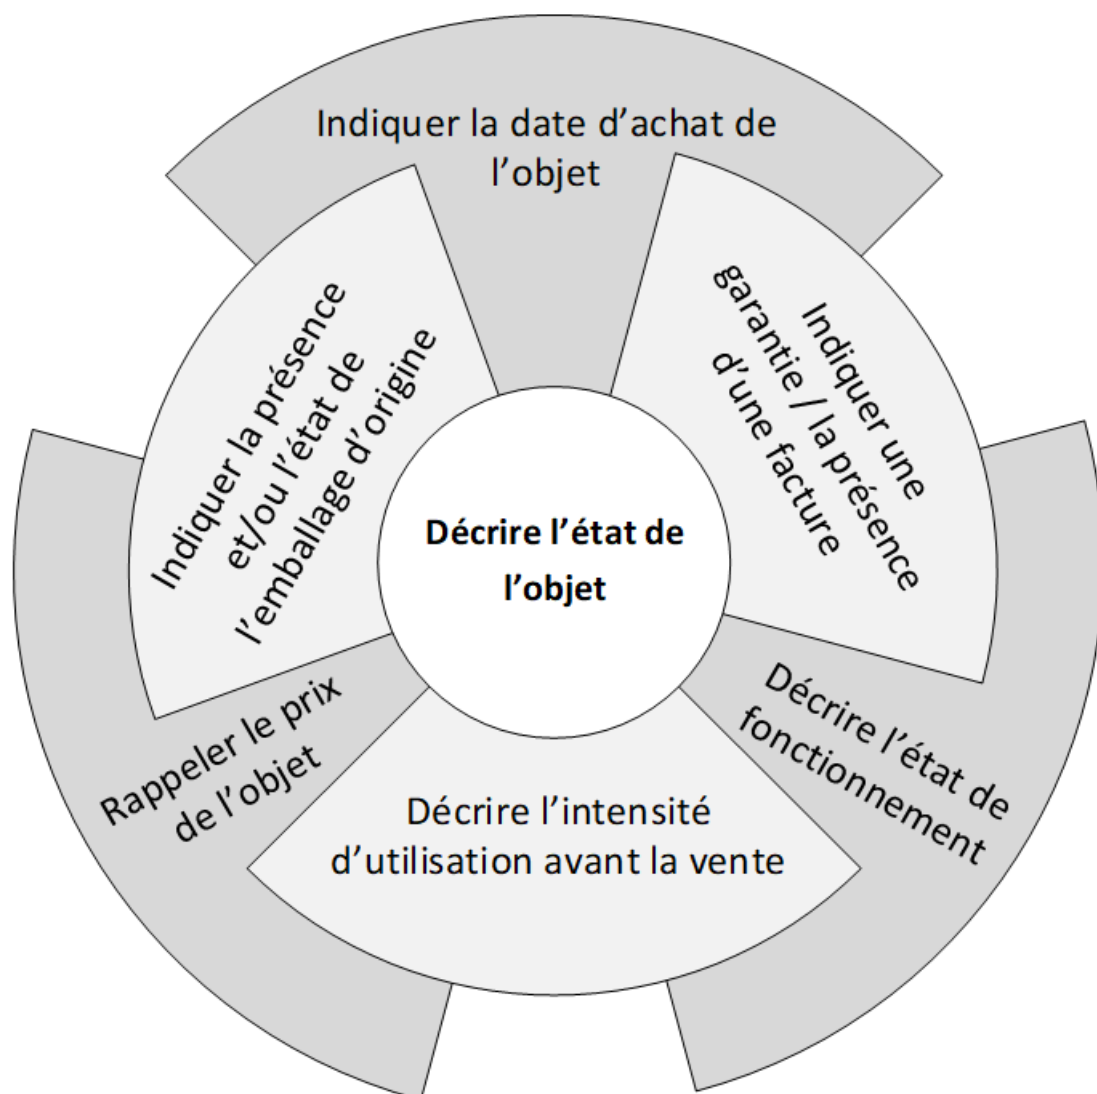 Indiquer la date d’achat de
l’objet
Indiquer une
garantie / la présence
d’une facture
Décrire l’état de
fonctionnement
Décrire l’intensité
d’utilisation avant la vente
Rappeler le prix
de l’objet
Indiquer la présence
et/ou l’état de
l’emballage d’origine
Décrire l’état de
l’objet